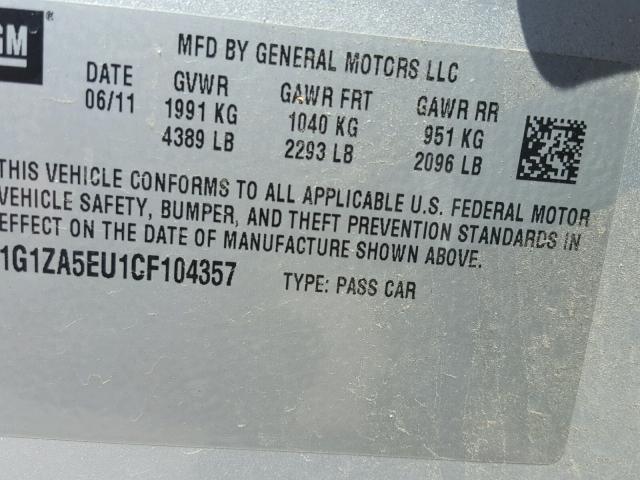 GM®
MFD BY GENERAL MOTORS LLC
DATE GVWR GAWR FRT GAWR RR
06/11 1991 KG 1040 KG 951 KG
4389 LB 2293 LB 2096 LB
THIS VEHICLE CONFORMS TO ALL APPLICABLE U.S. FEDERAL MOTOR
VEHICLE SAFETY, BUMPER, AND THEFT PREVENTION STANDARDS IN
EFFECT ON THE DATE OF MANUFACTURE SHOWN ABOVE.
1G1ZA5EU1CF104357 TYPE: PASS CAR